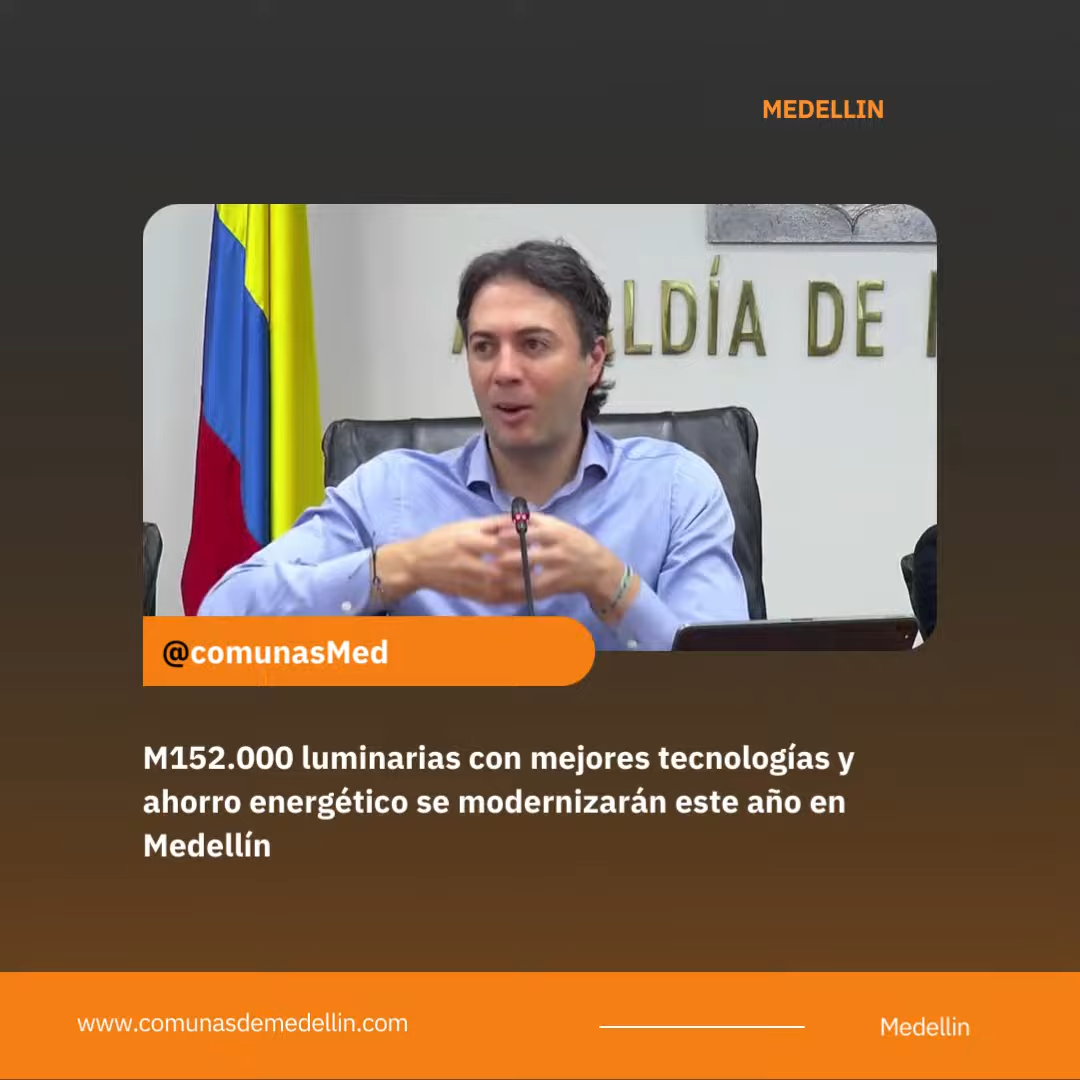 MEDELLIN
ALDÍA DE
@comunasMed
M152.000 luminarias con mejores tecnologías y
ahorro energético se modernizarán este año en
Medellín
www.comunasdemedellin.com
Medellin